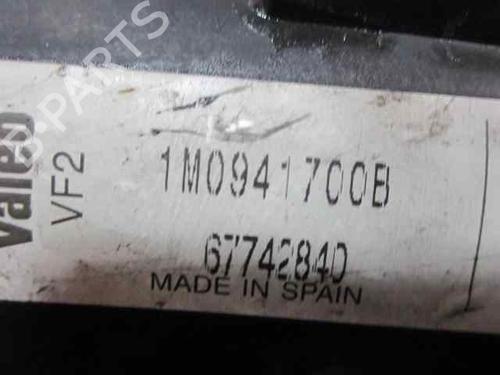 B-PARTS
Valeo
VF2
1M0941700B
67742840
MADE IN SPAIN